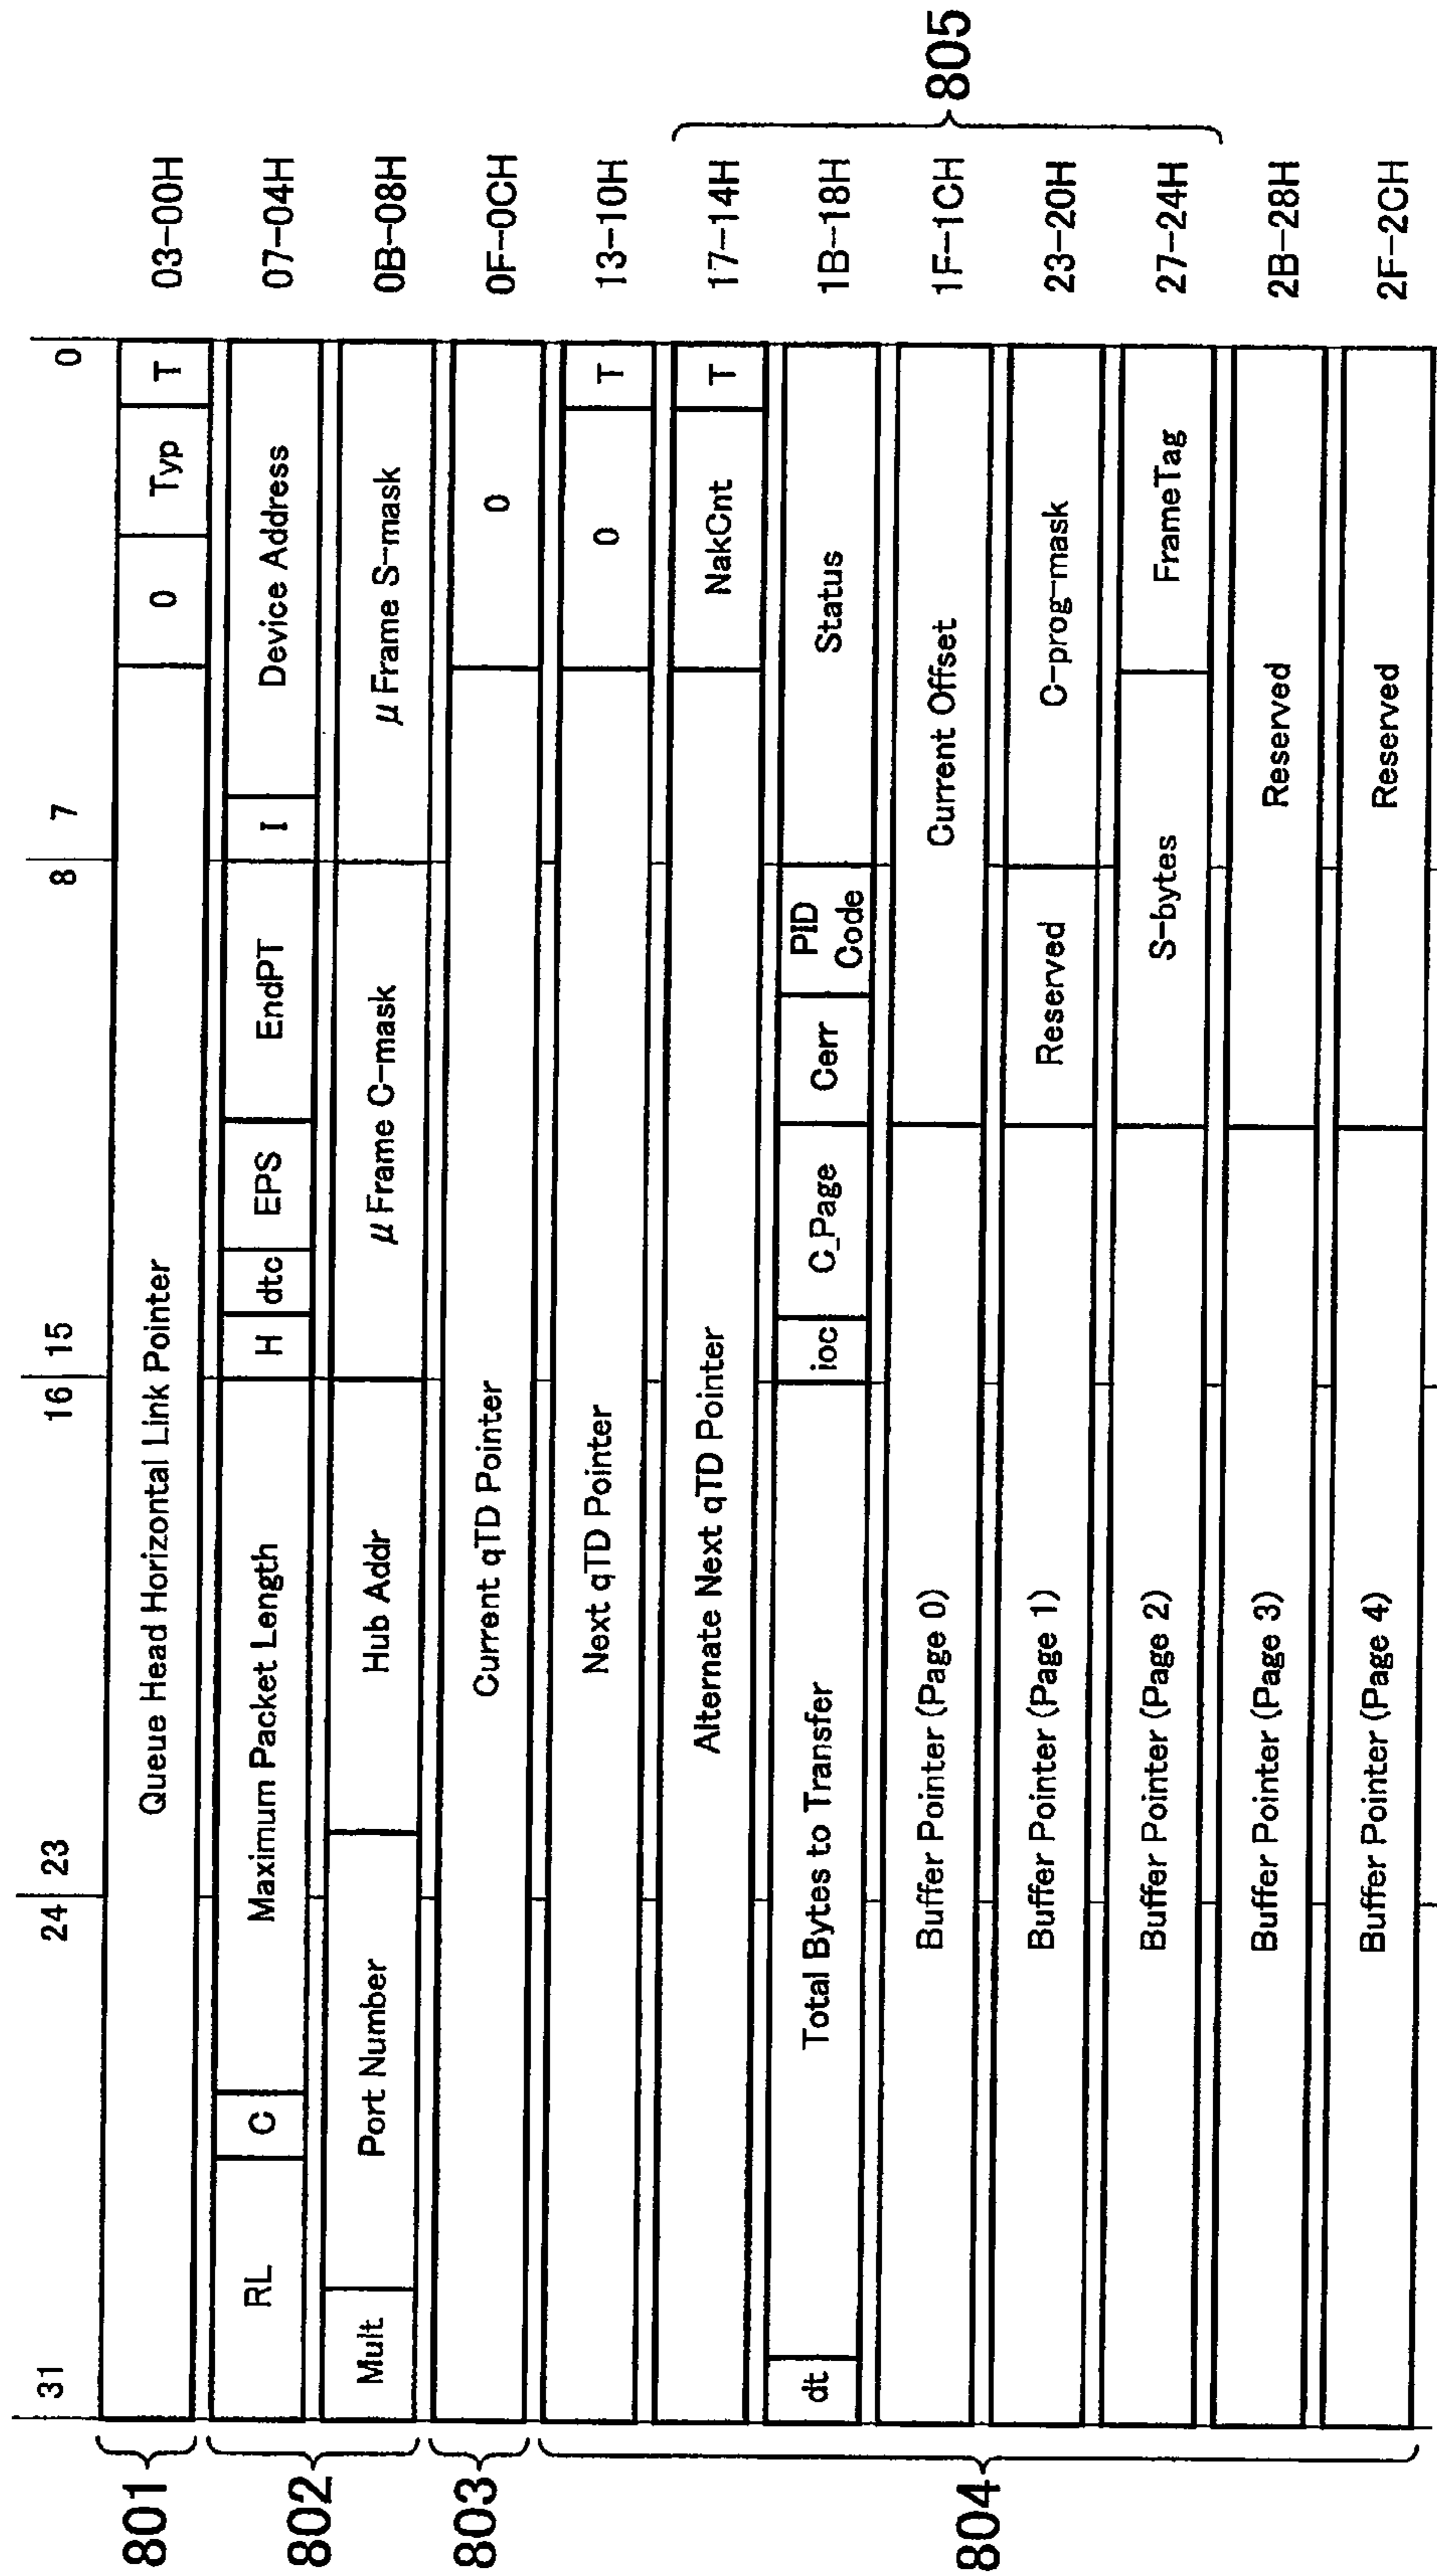 31 24 23 16 15 8 7 0
801 Queue Head Horizontal Link Pointer 0 Typ T 03-00H
802 RL C Maximum Packet Length H dtc EPS EndPT I Device Address 07-04H
Mult Port Number Hub Addr μFrame C-mask μFrame S-mask 0B-08H
803 Current qTD Pointer 0 0F-0CH
804 Next qTD Pointer 0 T 13-10H
Alternate Next qTD Pointer NakCnt T 17-14H
805
dt Total Bytes to Transfer ioc C_Page Cerr PID Code Status 1B-18H
Buffer Pointer (Page 0) Current Offset 1F-1CH
Buffer Pointer (Page 1) Reserved C-prog-mask 23-20H
Buffer Pointer (Page 2) S-bytes FrameTag 27-24H
Buffer Pointer (Page 3) Reserved 2B-28H
Buffer Pointer (Page 4) Reserved 2F-2CH